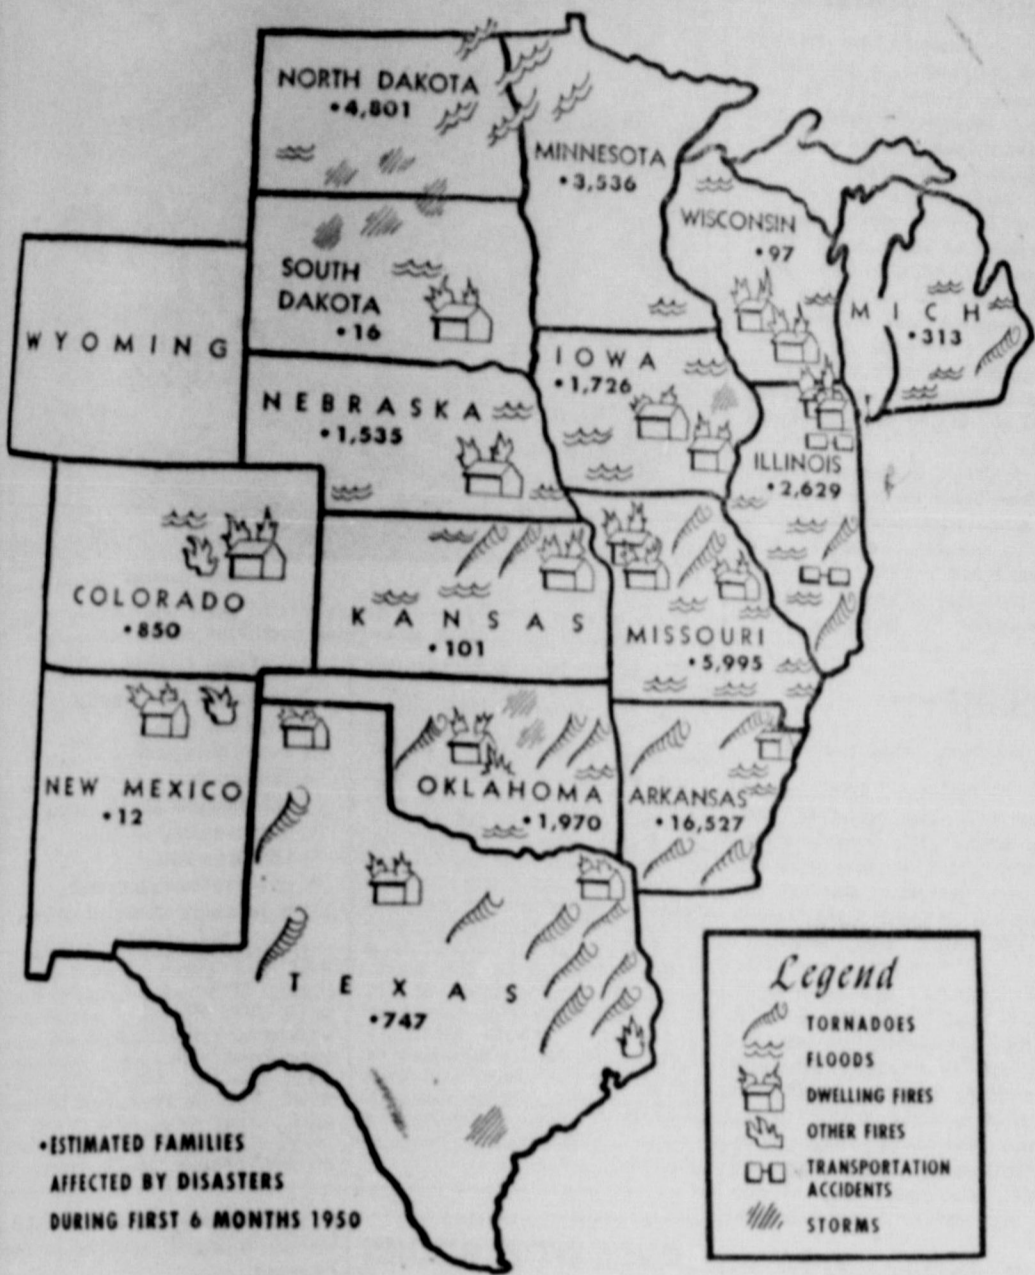 NORTH DAKOTA
•4,801
MINNESOTA
•3,536
WISCONSIN
•97
SOUTH
DAKOTA
•16
MICH
•313
WYOMING
IOWA
•1,726
NEBRASKA
•1,535
ILLINOIS
•2,629
COLORADO
•850
KANSAS
•101
MISSOURI
•5,995
NEW MEXICO
•12
OKLAHOMA
•1,970
ARKANSAS
•16,527
TEXAS
•747
Legend
TORNADOES
FLOODS
DWELLING FIRES
OTHER FIRES
TRANSPORTATION
ACCIDENTS
STORMS
•ESTIMATED FAMILIES
AFFECTED BY DISASTERS
DURING FIRST 6 MONTHS 1950